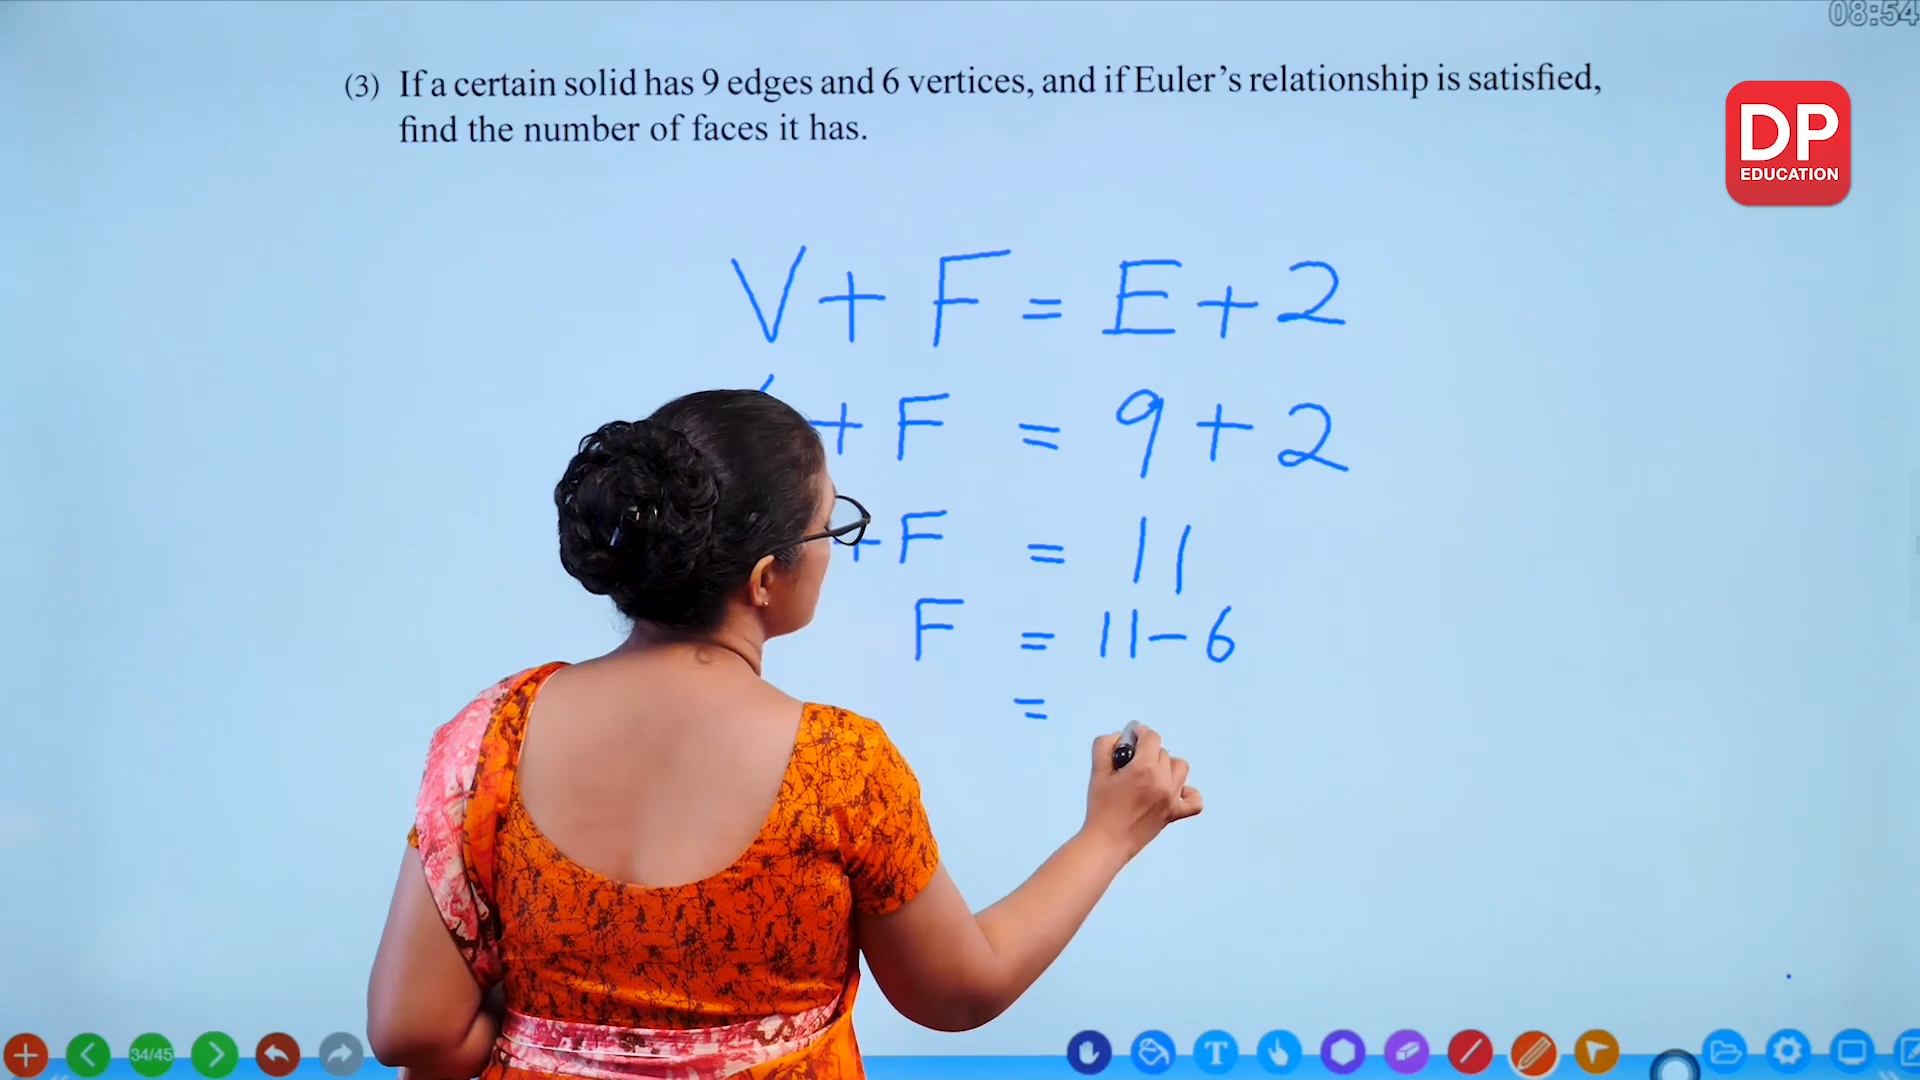 08:54
(3) If a certain solid has 9 edges and 6 vertices, and if Euler's relationship is satisfied,
find the number of faces it has.
DP
EDUCATION
V + F = E + 2
+ F = 9 + 2
+ F = 11
F = 11 - 6
=
34/45
T